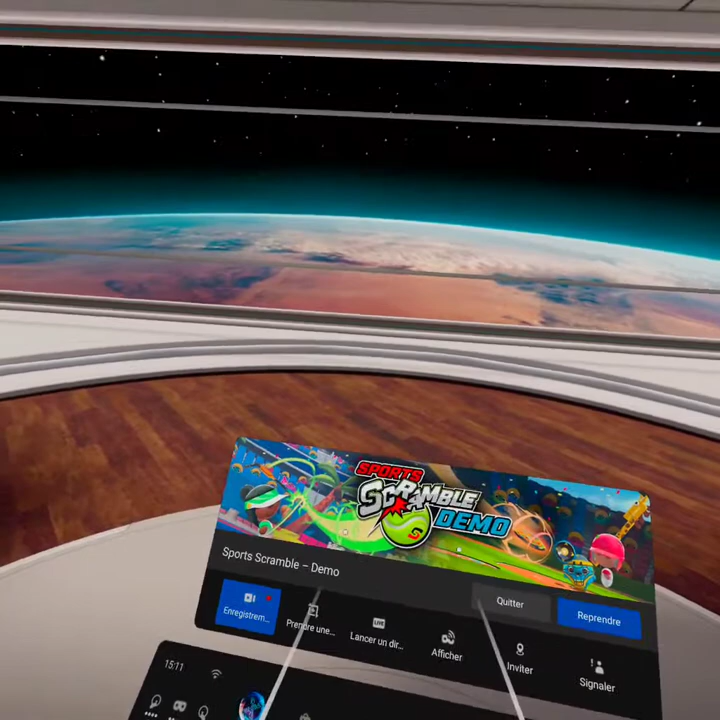 SPORTS
SCRAMBLE
DEMO
Sports Scramble – Demo
Quitter
Reprendre
Enregistrem...
Prendre une...
LIVE
Lancer un dir...
Afficher
Inviter
Signaler
15:11